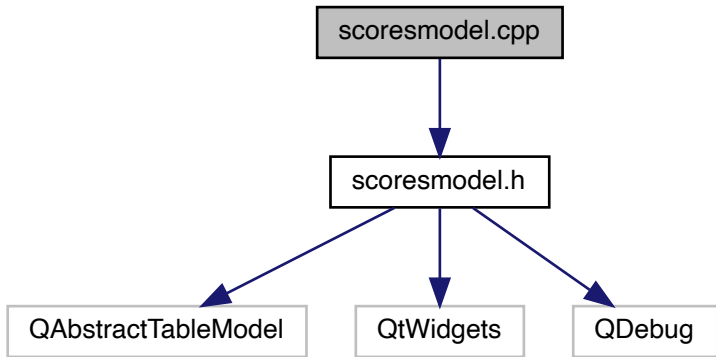 scoresmodel.cpp
scoresmodel.h
QAbstractTableModel
QtWidgets
QDebug